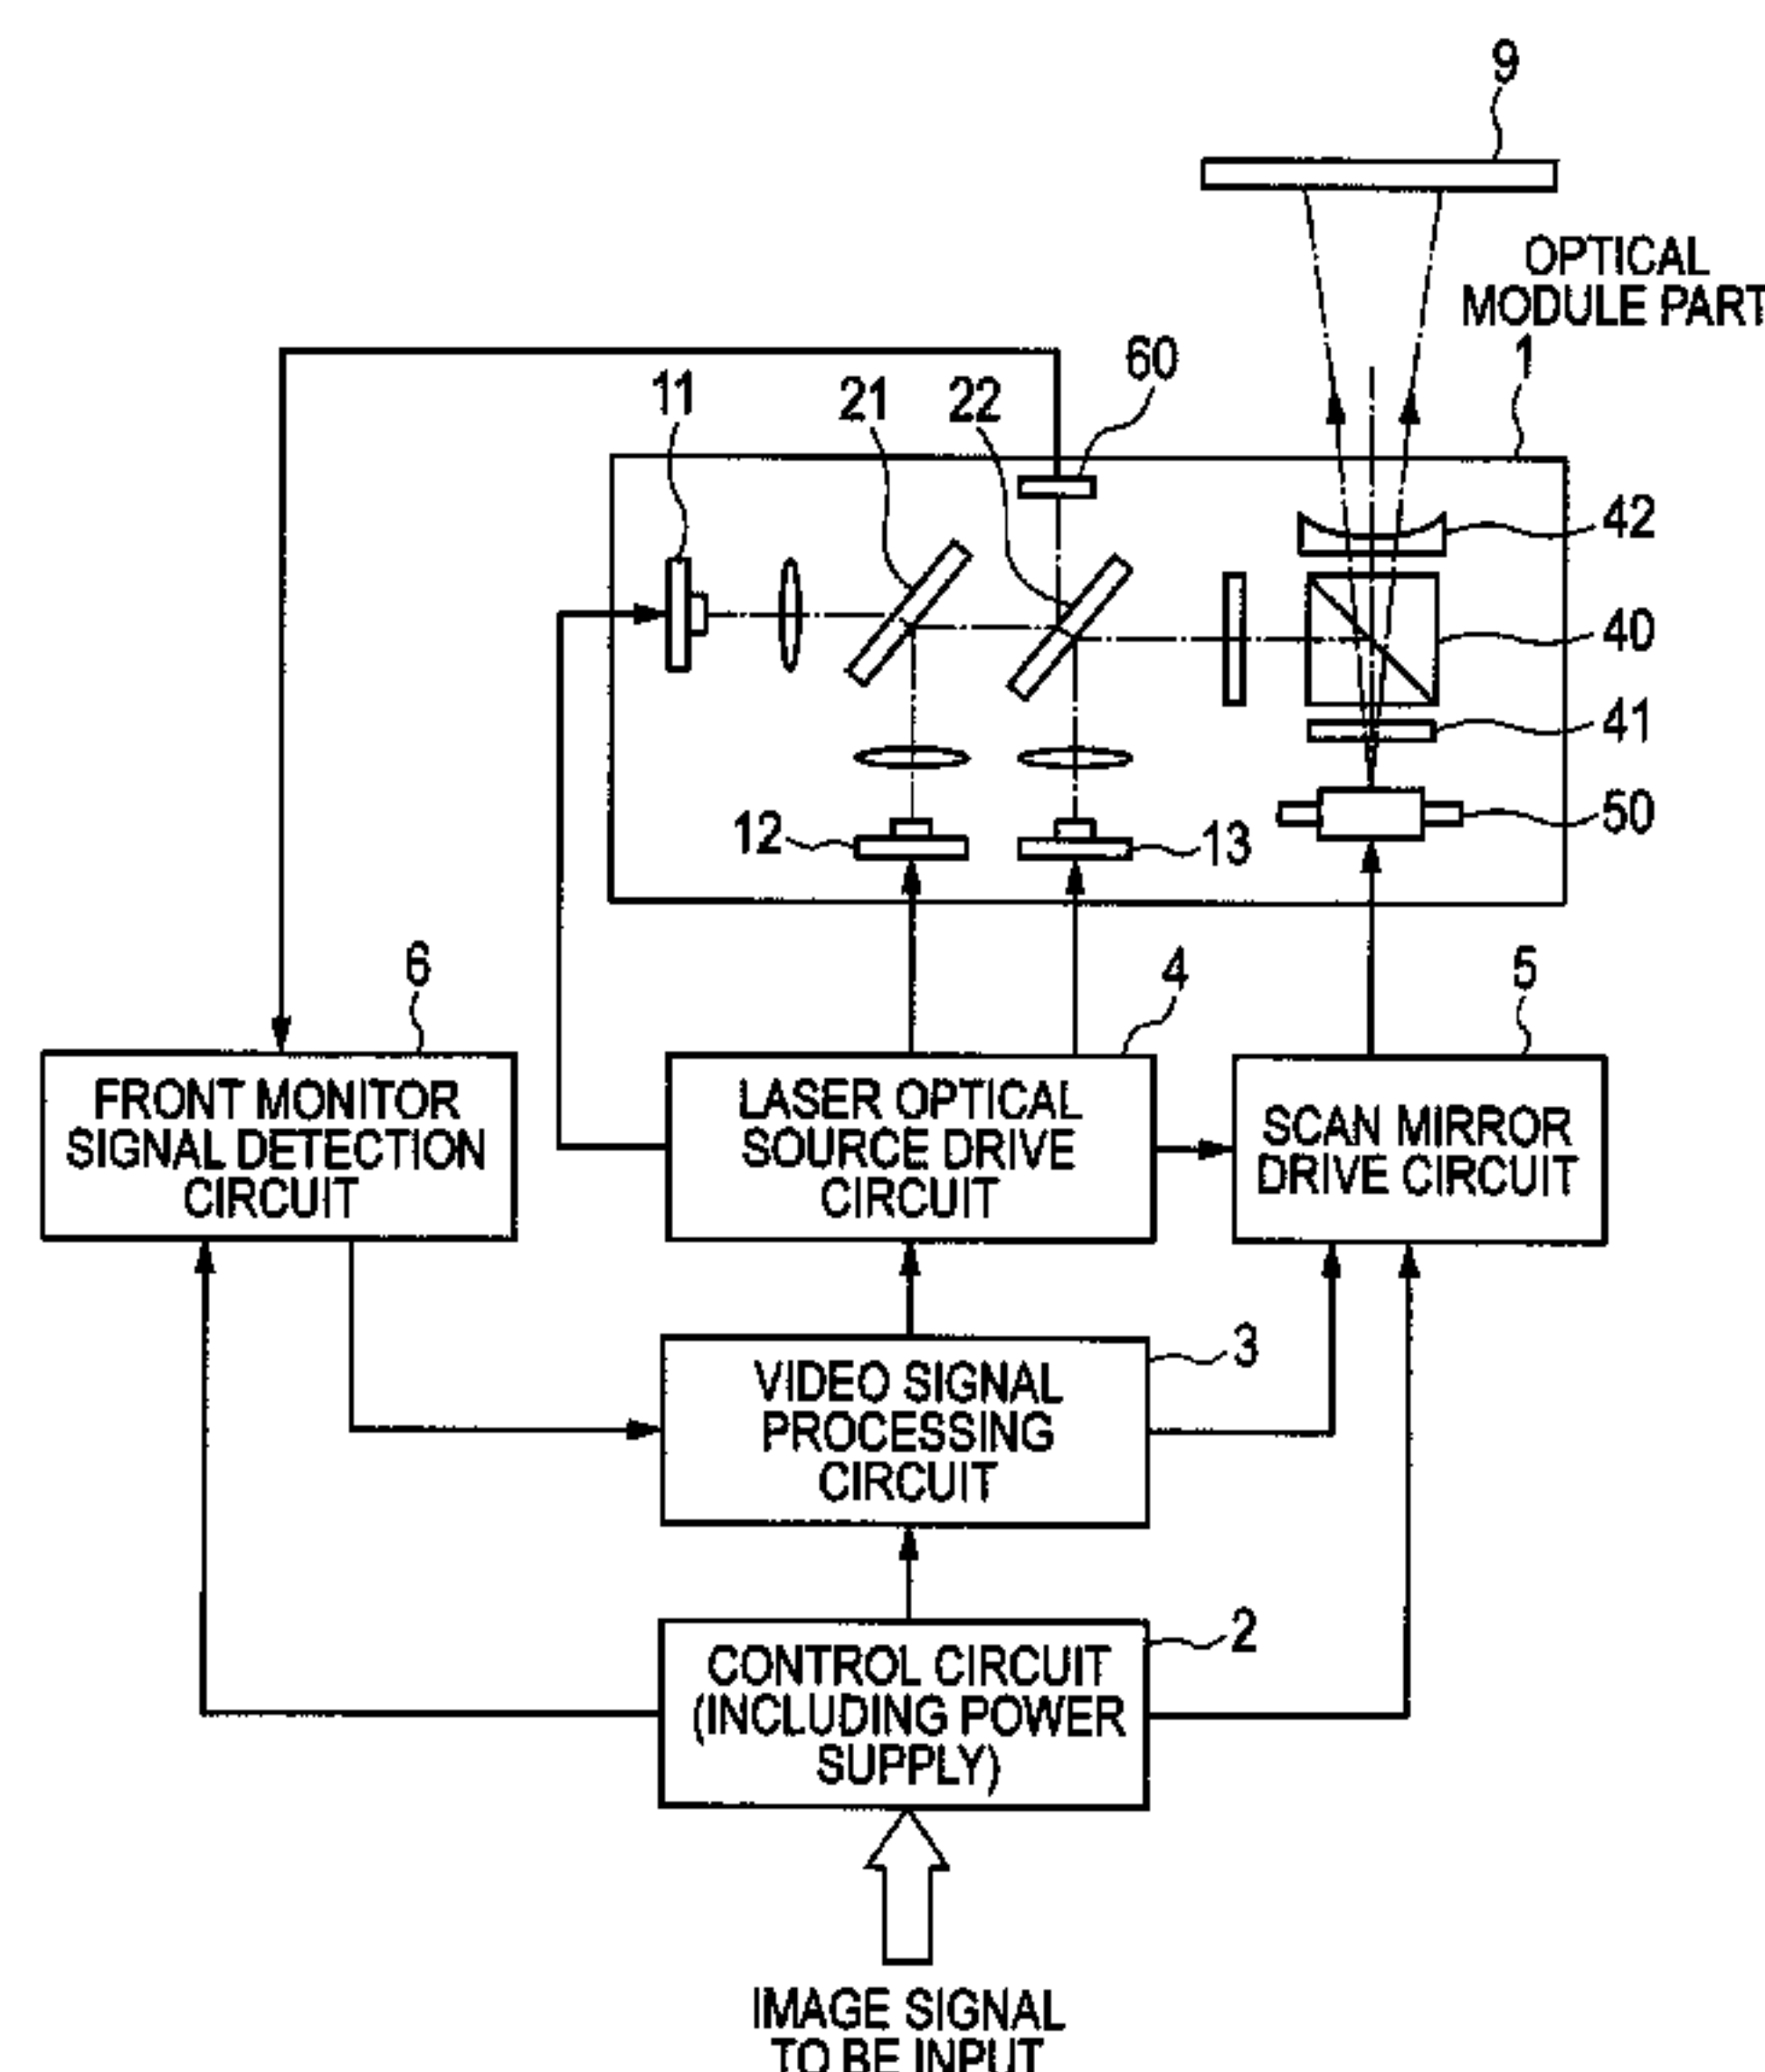 9
OPTICAL
MODULE PART
1
11
21
22
60
42
40
41
50
12
13
6
4
5
FRONT MONITOR
SIGNAL DETECTION
CIRCUIT
LASER OPTICAL
SOURCE DRIVE
CIRCUIT
SCAN MIRROR
DRIVE CIRCUIT
3
VIDEO SIGNAL
PROCESSING
CIRCUIT
2
CONTROL CIRCUIT
(INCLUDING POWER
SUPPLY)
IMAGE SIGNAL
TO BE INPUT